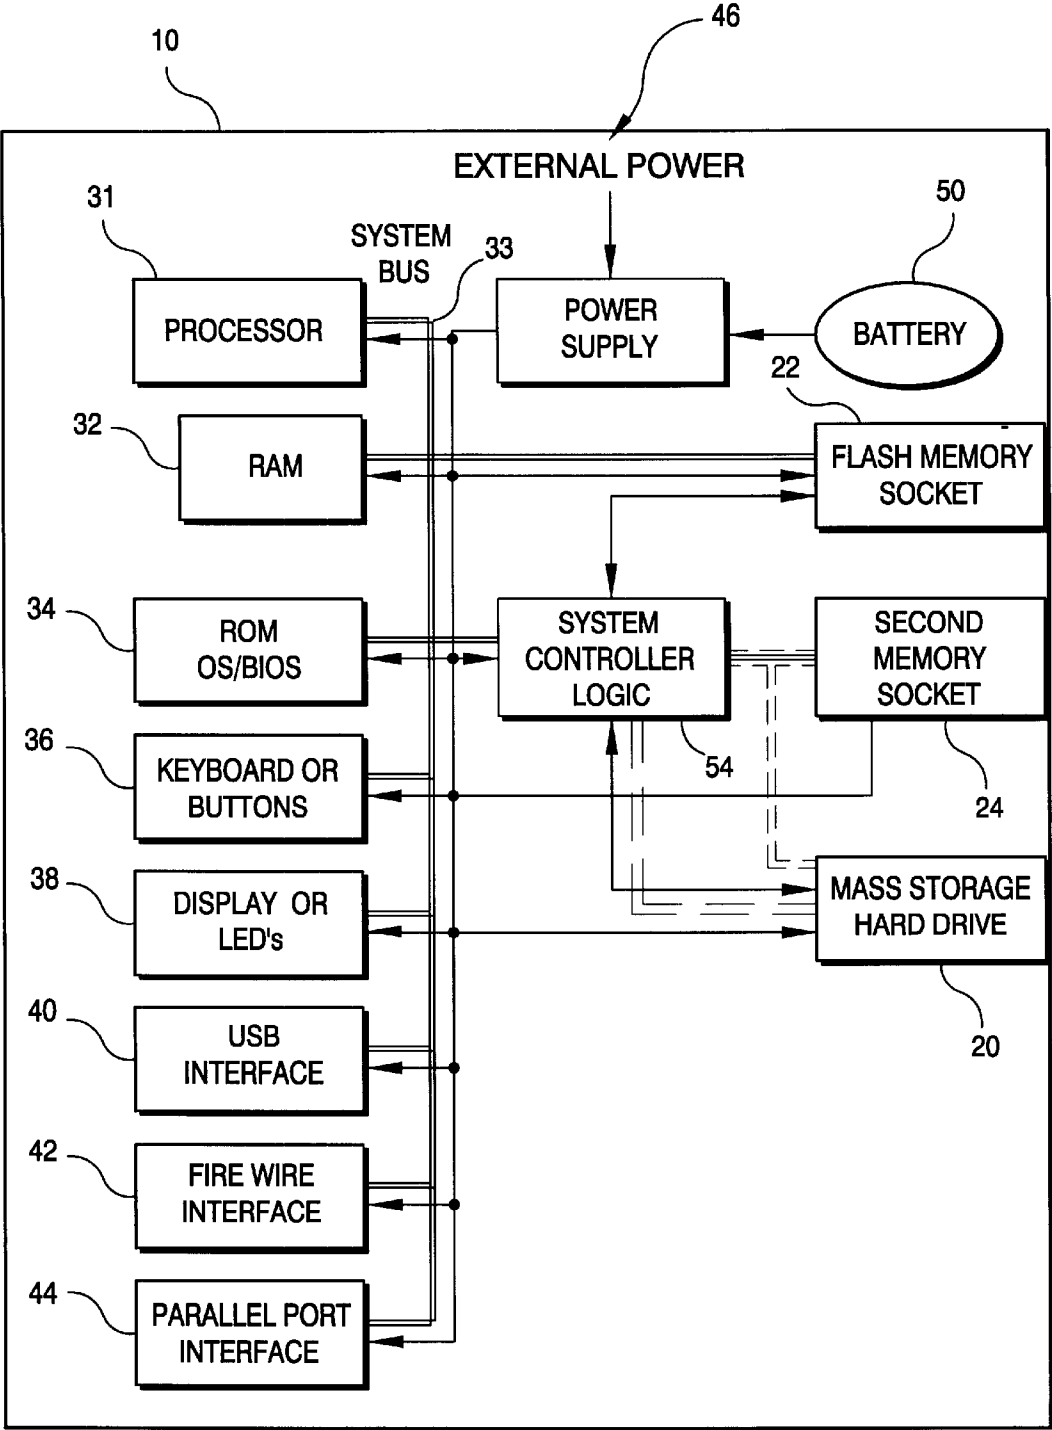 46
10
EXTERNAL POWER
31
SYSTEM
BUS
33
50
PROCESSOR
POWER
SUPPLY
BATTERY
22
32
RAM
FLASH MEMORY
SOCKET
34
ROM
OS/BIOS
SYSTEM
CONTROLLER
LOGIC
SECOND
MEMORY
SOCKET
36
KEYBOARD OR
BUTTONS
54
24
38
DISPLAY OR
LED's
MASS STORAGE
HARD DRIVE
40
USB
INTERFACE
20
42
FIRE WIRE
INTERFACE
44
PARALLEL PORT
INTERFACE